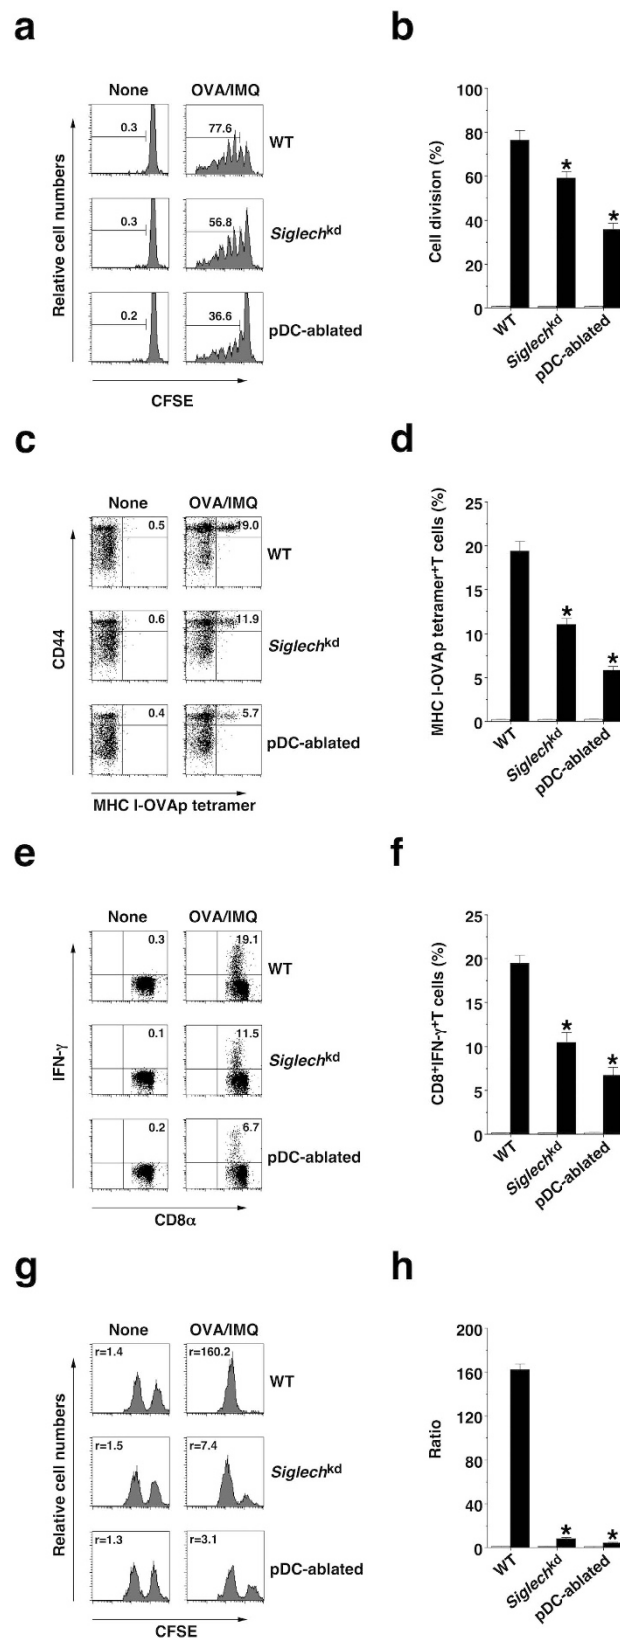 a
None OVA/IMQ
0.3 77.6 WT
0.3 56.8 Siglechkd
0.2 36.6 pDC-ablated
Relative cell numbers
CFSE
b
Cell division (%)
100
80
60
40
20
0
* *
WT Siglechkd pDC-ablated
c
None OVA/IMQ
0.5 19.0 WT
0.6 11.9 Siglechkd
0.4 5.7 pDC-ablated
CD44
MHC I-OVAp tetramer
d
MHC I-OVAp tetramer+T cells (%)
25
20
15
10
5
0
* *
WT Siglechkd pDC-ablated
e
None OVA/IMQ
0.3 19.1 WT
0.1 11.5 Siglechkd
0.2 6.7 pDC-ablated
IFN-γ
CD8α
f
CD8+IFN-γ+T cells (%)
25
20
15
10
5
0
* *
WT Siglechkd pDC-ablated
g
None OVA/IMQ
r=1.4 r=160.2 WT
r=1.5 r=7.4 Siglechkd
r=1.3 r=3.1 pDC-ablated
Relative cell numbers
CFSE
h
Ratio
200
160
120
80
40
0
* *
WT Siglechkd pDC-ablated